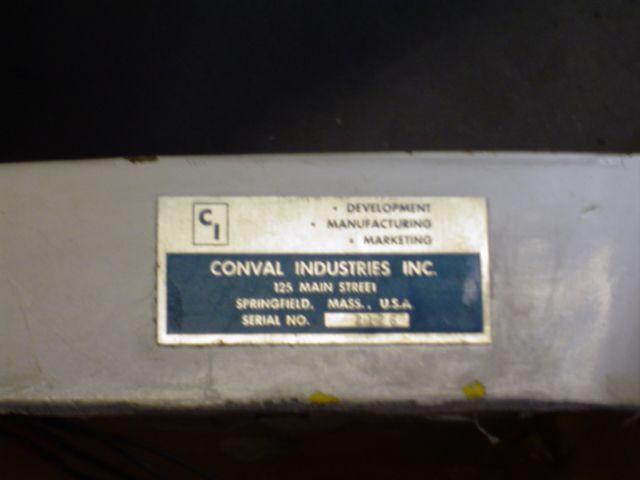 CI
• DEVELOPMENT
• MANUFACTURING
• MARKETING
CONVAL INDUSTRIES INC.
125 MAIN STREET
SPRINGFIELD, MASS., U.S.A.
SERIAL NO.